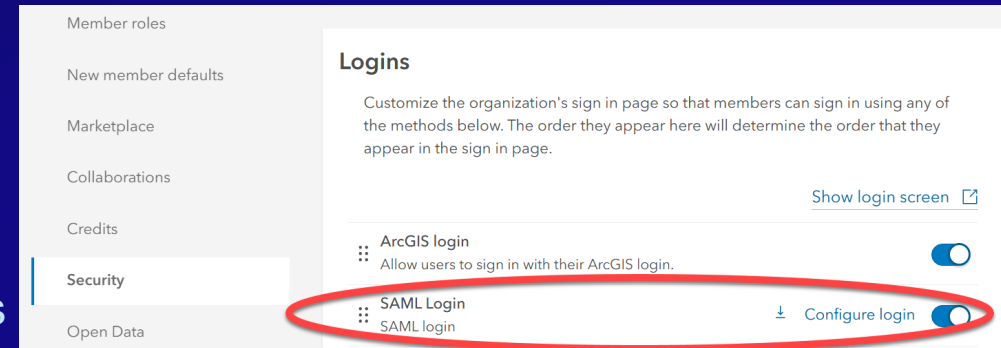 Member roles
New member defaults
Marketplace
Collaborations
Credits
Security
Open Data
s
Logins
Customize the organization's sign in page so that members can sign in using any of
the methods below. The order they appear here will determine the order that they
appear in the sign in page.
Show login screen
ArcGIS login
Allow users to sign in with their ArcGIS login.
SAML Login
Configure login
SAML login